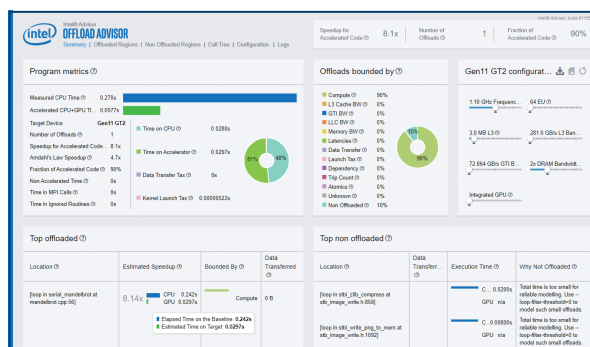 Intel® Advisor, build 61155
Intel® Advisor
intel OFFLOAD ADVISOR
Summary | Offloaded Regions | Non Offloaded Regions | Call Tree | Configuration | Logs
Speedup for
Accelerated Code 8.1x
Number of
Offloads 1
Fraction of
Accelerated Code 90%
Program metrics
Measured CPU Time 0.270s
Accelerated CPU+GPU Ti... 0.0577s
Target Device Gen11 GT2
Number of Offloads 1
Speedup for Accelerated Code... 8.1x
Amdahl's Law Speedup 4.7x
Fraction of Accelerated Code 90%
Non Accelerated Time 0s
Time in MPI Calls 0s
Time in Ignored Routines 0s
Time on CPU 0.0280s
Time on Accelerator 0.0297s
Data Transfer Tax 0s
Kernel Launch Tax 0.00000522s
51% 48%
Offloads bounded by
Compute 90%
L3 Cache BW 0%
GTI BW 0%
LLC BW 0%
Memory BW 0%
Latencies 0%
Data Transfer 0%
Launch Tax 0%
Dependency 0%
Trip Count 0%
Atomics 0%
Unknown 0%
Non Offloaded 10%
10%
90%
Gen11 GT2 configurat...
1.10 GHz Frequenc... 64 EU
3.0 MB L3 281.6 GB/s L3 Ban...
72.864 GB/s GTI B... 2x DRAM Bandwidt...
Integrated GPU
Top offloaded
Location Estimated Speedup Bounded By Data
Transferred
[loop in serial_mandelbrot at
mandelbrot.cpp:56]
8.14x CPU 0.242s
GPU 0.0297s
Compute 0 B
Elapsed Time on the Baseline: 0.242s
Estimated Time on Target: 0.0297s
Top non offloaded
Location Data
Transferr... Execution Time Why Not Offloaded
[loop in stbi_zlib_compress at
stb_image_write.h:858]
C... 0.0200s
GPU n/a
Total time is too small for
reliable modelling. Use --
loop-filter-threshold=0 to
model such small offloads.
[loop in stbi_write_png_to_mem at
stb_image_write.h:1092]
C... 0.00800s
GPU n/a
Total time is too small for
reliable modelling. Use --
loop-filter-threshold=0 to
model such small offloads.